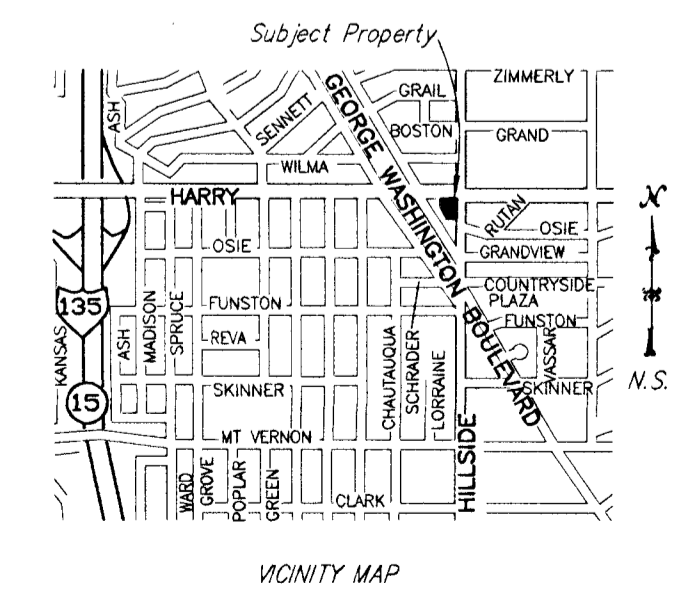 Subject Property
ZIMMERLY
GRAIL
ASH
SENNETT
GEORGE WASHINGTON BOULEVARD
BOSTON
GRAND
WILMA
HARRY
RUTAN
OSIE
OSIE
GRANDVIEW
COUNTRYSIDE
PLAZA
135
MADISON
SPRUCE
FUNSTON
FUNSTON
KANSAS
ASH
REVA
CHAUTAUQUA
SCHRADER
LORRAINE
VASSAR
SKINNER
SKINNER
15
MT VERNON
HILLSIDE
WARD
GROVE
POPLAR
GREEN
CLARK
N
N.S.
VICINITY MAP